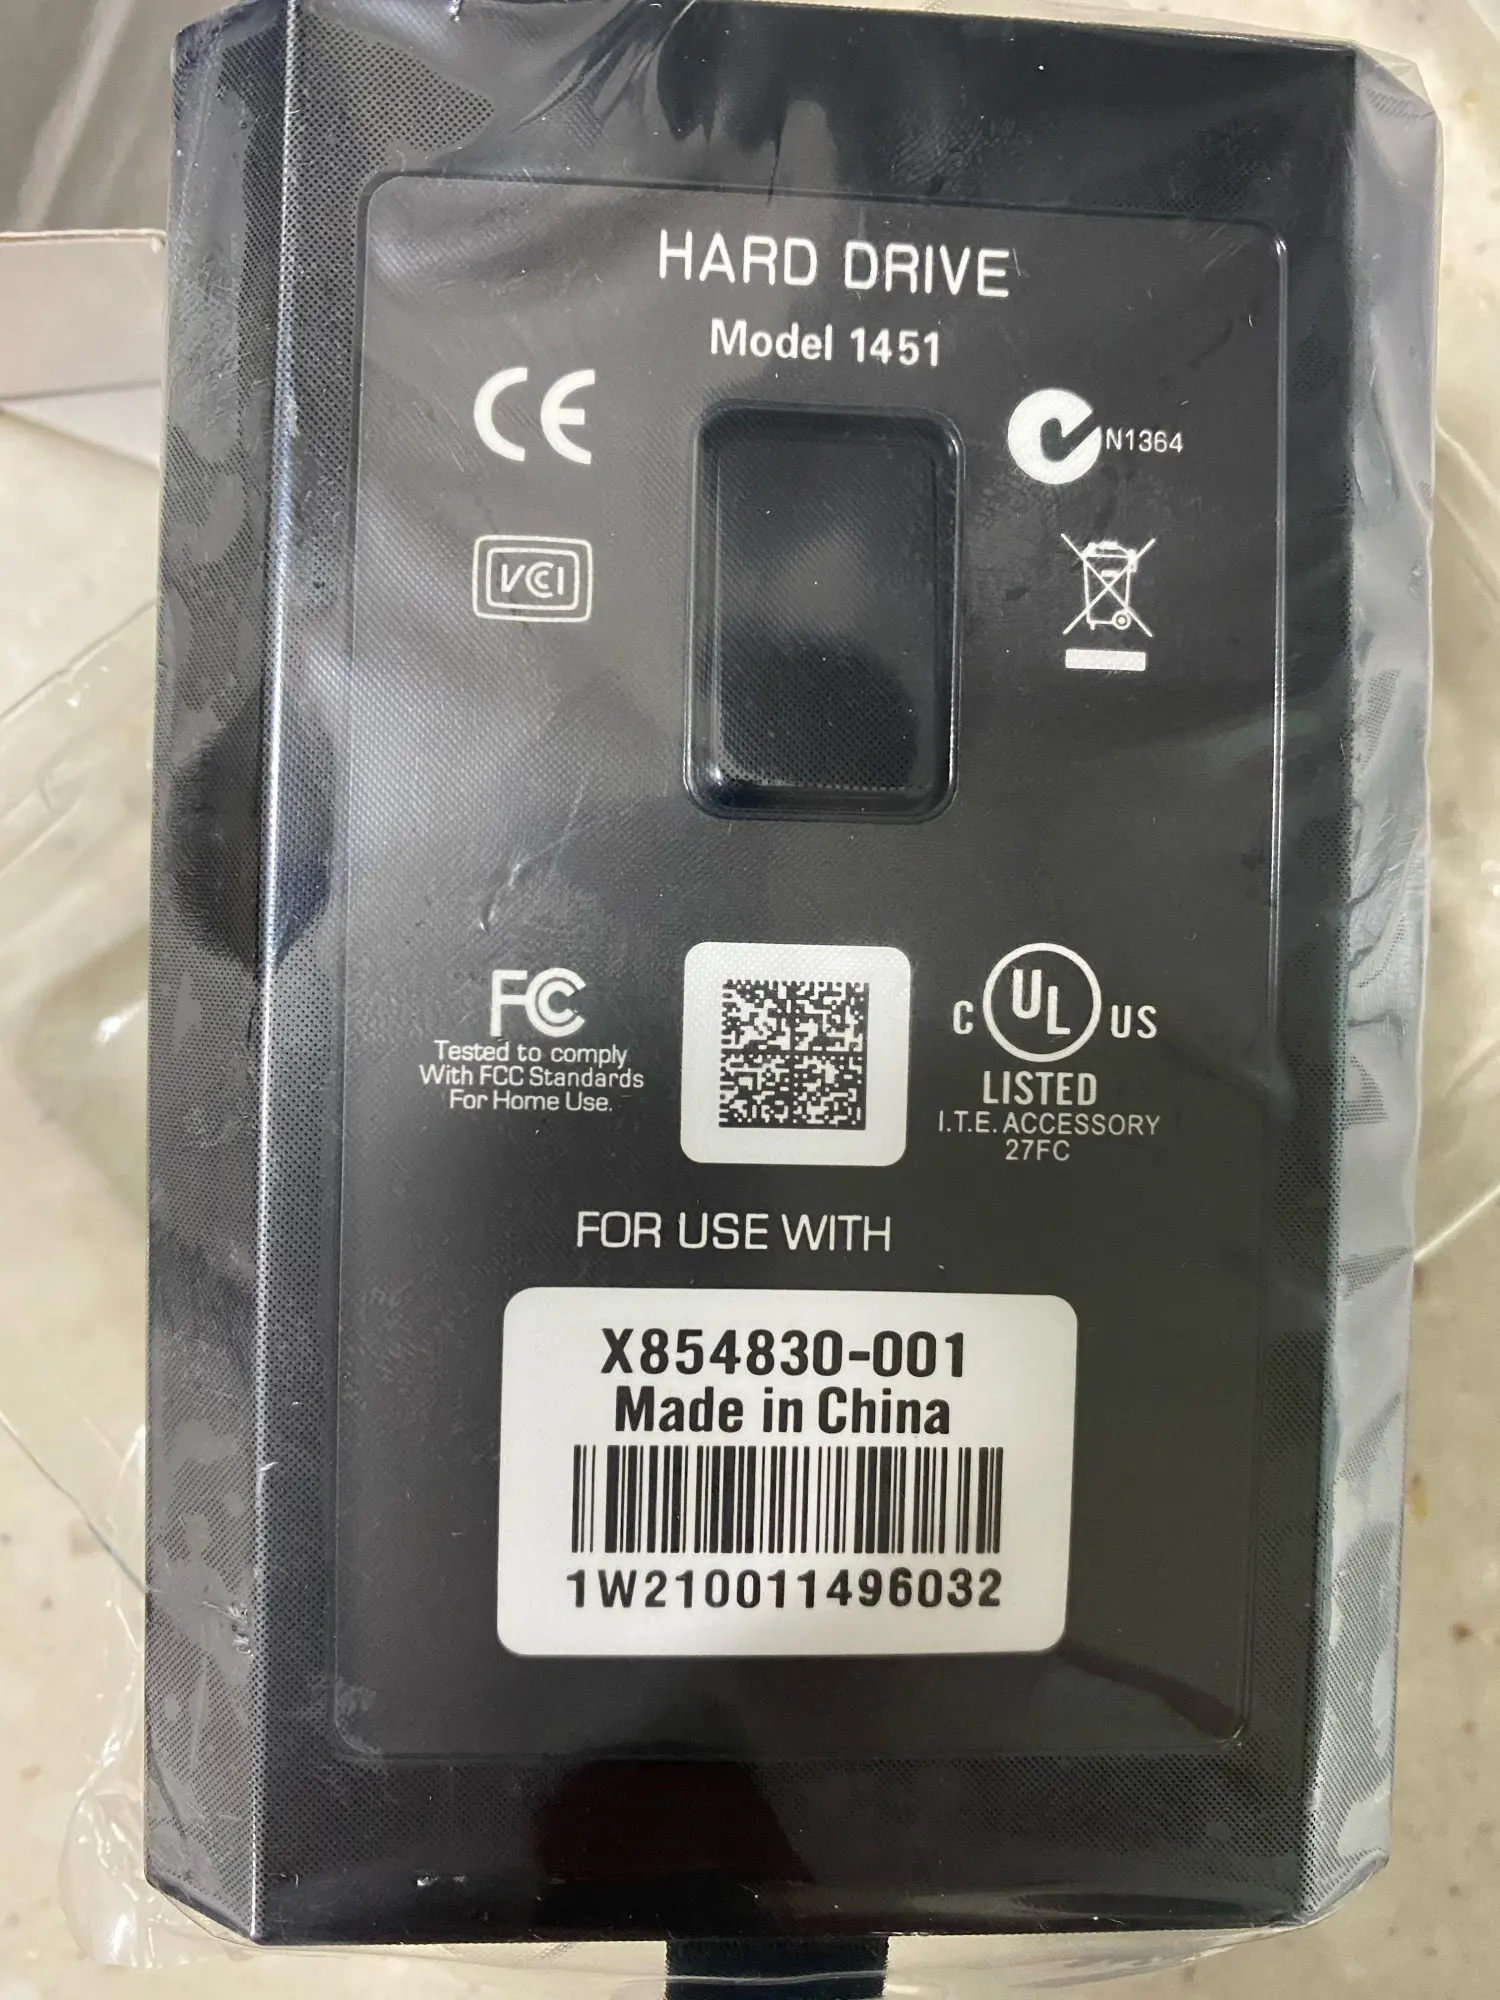 HARD DRIVE
Model 1451
CE
N1364
VCCI
FC
Tested to comply
With FCC Standards
For Home Use.
C UL US
LISTED
I.T.E. ACCESSORY
27FC
FOR USE WITH
X854830-001
Made in China
1W210011496032